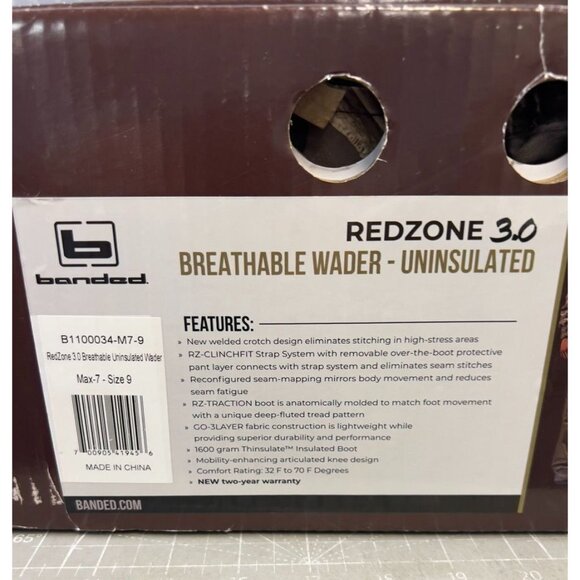 REDZONE 3.0
BREATHABLE WADER - UNINSULATED
b
banded.
FEATURES:
• New welded crotch design eliminates stitching in high-stress areas
• RZ-CLINCHFIT Strap System with removable over-the-boot protective
pant layer connects with strap system and eliminates seam stitches
• Reconfigured seam-mapping mirrors body movement and reduces
seam fatigue
• RZ-TRACTION boot is anatomically molded to match foot movement
with a unique deep-fluted tread pattern
• GO-3LAYER fabric construction is lightweight while
providing superior durability and performance
• 1600 gram Thinsulate™ Insulated Boot
• Mobility-enhancing articulated knee design
• Comfort Rating: 32 F to 70 F Degrees
• NEW two-year warranty
B1100034-M7-9
RedZone 3.0 Breathable Uninsulated Wader
Max-7 - Size 9
7 00905 41945 6
MADE IN CHINA
BANDED.COM